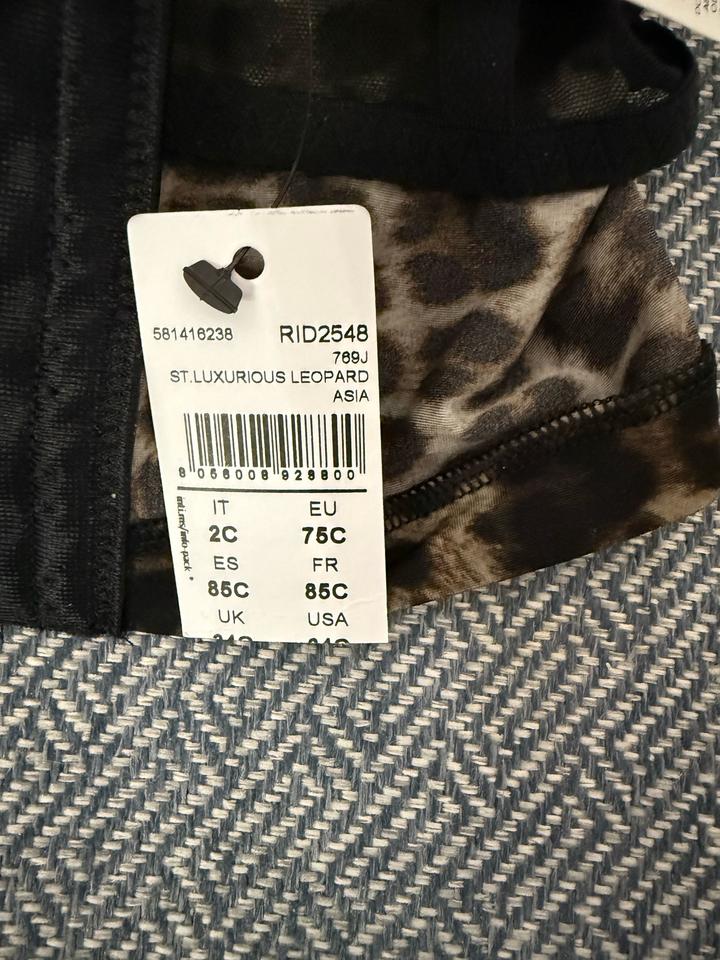 581416238 RID2548
769J
ST.LUXURIOUS LEOPARD
ASIA
8 056008 928800
IT EU
2C 75C
ES FR
85C 85C
UK USA